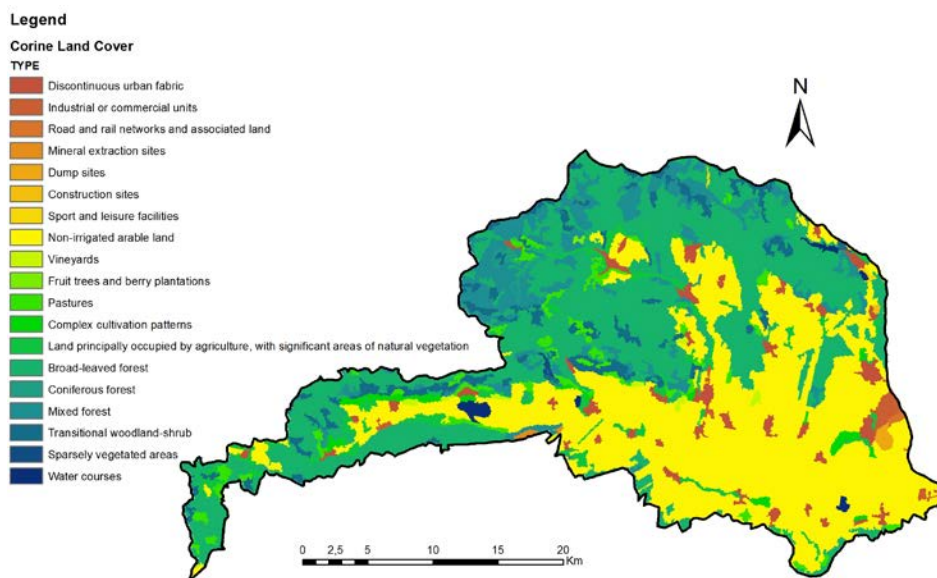 Legend
Corine Land Cover
TYPE
Discontinuous urban fabric
Industrial or commercial units
Road and rail networks and associated land
Mineral extraction sites
Dump sites
Construction sites
Sport and leisure facilities
Non-irrigated arable land
Vineyards
Fruit trees and berry plantations
Pastures
Complex cultivation patterns
Land principally occupied by agriculture, with significant areas of natural vegetation
Broad-leaved forest
Coniferous forest
Mixed forest
Transitional woodland-shrub
Sparsely vegetated areas
Water courses
N
0 2,5 5 10 15 20
Km